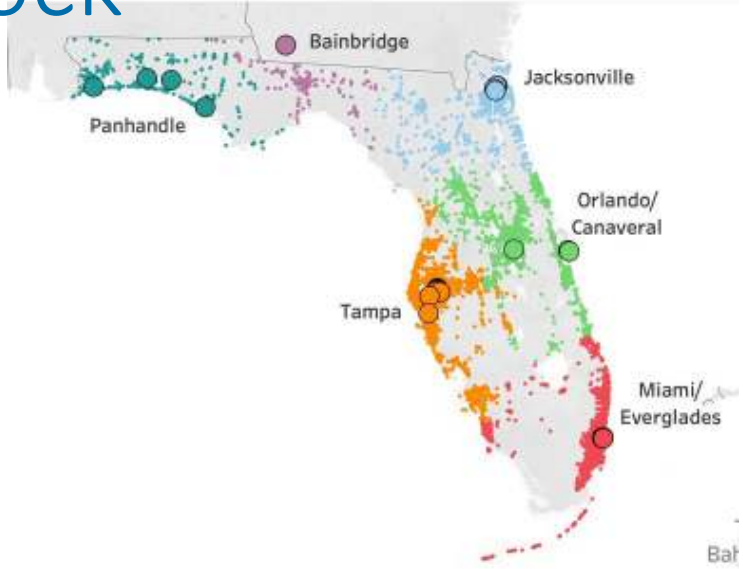 Bainbridge
Jacksonville
Panhandle
Orlando/
Canaveral
Tampa
Miami/
Everglades